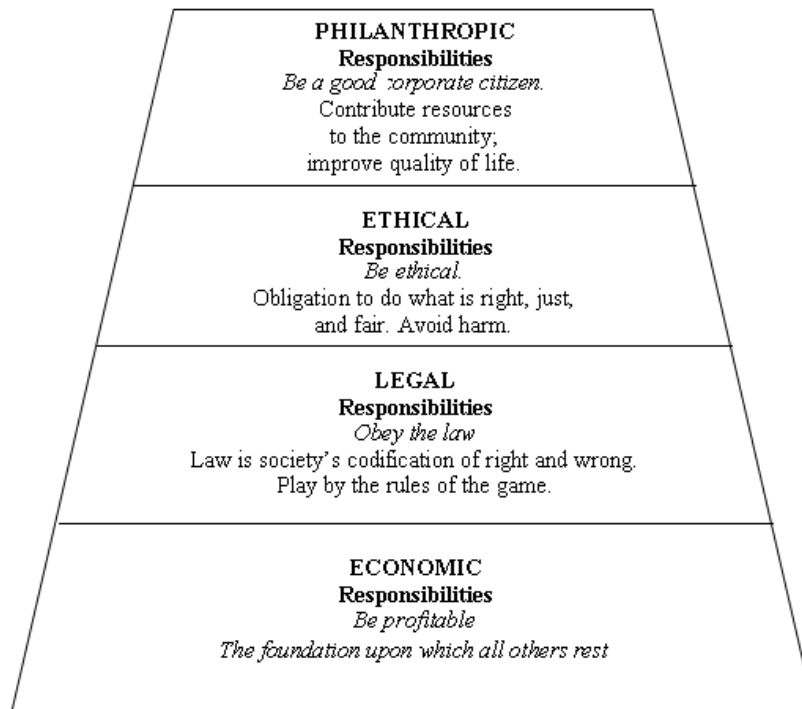 PHILANTHROPIC
Responsibilities
Be a good corporate citizen.
Contribute resources
to the community;
improve quality of life.
ETHICAL
Responsibilities
Be ethical.
Obligation to do what is right, just,
and fair. Avoid harm.
LEGAL
Responsibilities
Obey the law
Law is society's codification of right and wrong.
Play by the rules of the game.
ECONOMIC
Responsibilities
Be profitable
The foundation upon which all others rest